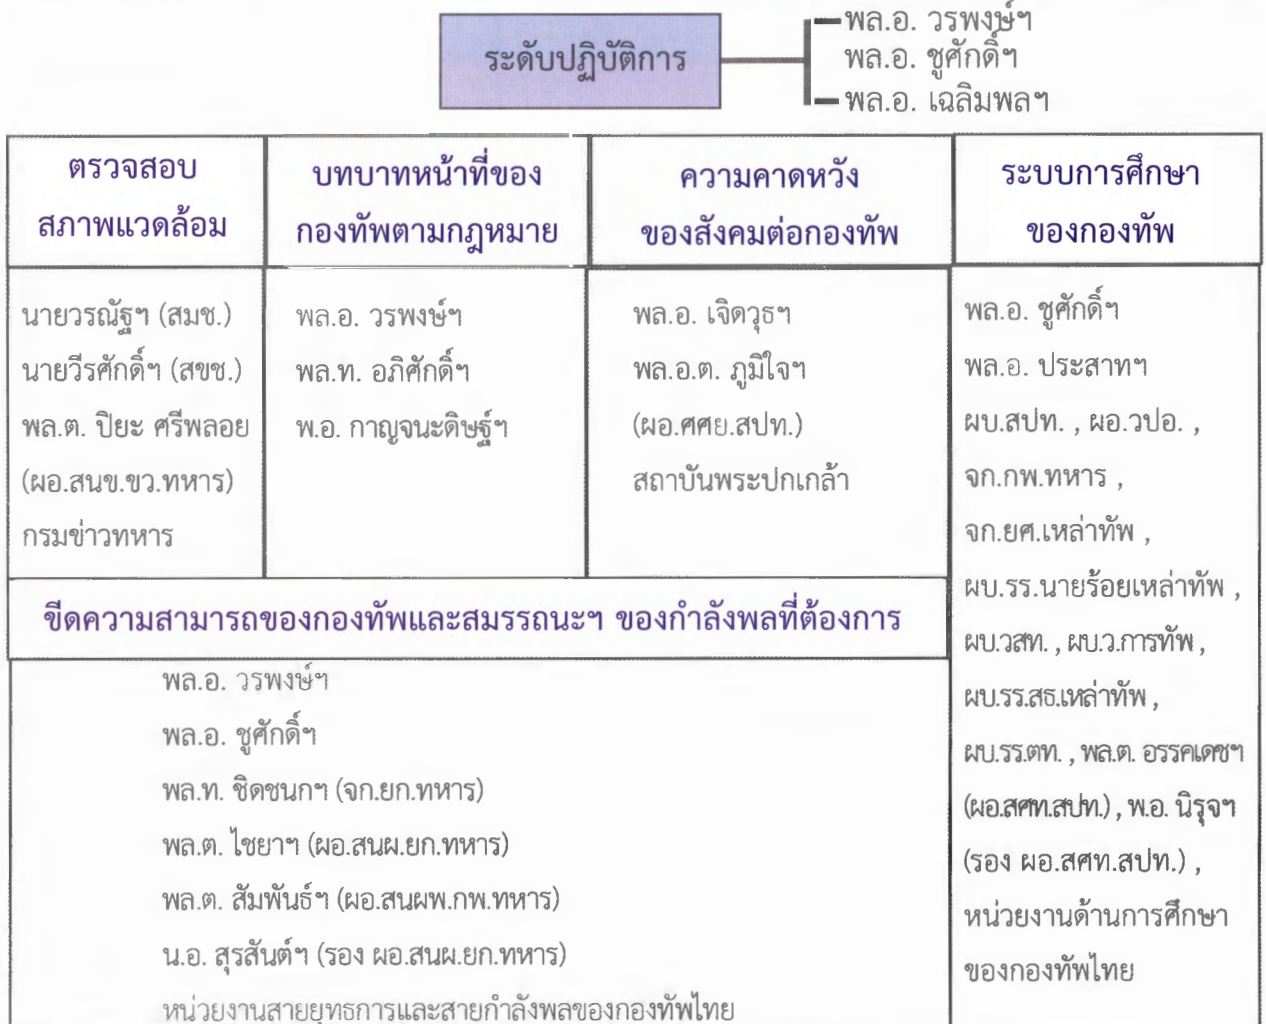 ระดับปฏิบัติการ
พล.อ. วรพงษ์ฯ
พล.อ. ชูศักดิ์ฯ
พล.อ. เฉลิมพลฯ
ตรวจสอบ
สภาพแวดล้อม
บทบาทหน้าที่ของ
กองทัพตามกฎหมาย
ความคาดหวัง
ของสังคมต่อกองทัพ
ระบบการศึกษา
ของกองทัพ
นายวรณัฐฯ (สมช.)
นายวีรศักดิ์ฯ (สขช.)
พล.ต. ปิยะ ศรีพลอย
(ผอ.สนข.ขว.ทหาร)
กรมข่าวทหาร
พล.อ. วรพงษ์ฯ
พล.ท. อภิศักดิ์ฯ
พ.อ. กาญจนะดิษฐ์ฯ
พล.อ. เจิดวุธฯ
พล.อ.ต. ภูมิใจฯ
(ผอ.ศศย.สปท.)
สถาบันพระปกเกล้า
พล.อ. ชูศักดิ์ฯ
พล.อ. ประสาทฯ
ผบ.สปท. , ผอ.วปอ. ,
จก.กพ.ทหาร ,
จก.ยศ.เหล่าทัพ ,
ผบ.รร.นายร้อยเหล่าทัพ ,
ผบ.วสท. , ผบ.ว.การทัพ ,
ผบ.รร.สธ.เหล่าทัพ ,
ผบ.รร.ตท. , พล.ต. อรรคเดชฯ
(ผอ.สศท.สปท.) , พ.อ. นิรุจฯ
(รอง ผอ.สศท.สปท.) ,
หน่วยงานด้านการศึกษา
ของกองทัพไทย
ขีดความสามารถของกองทัพและสมรรถนะฯ ของกำลังพลที่ต้องการ
พล.อ. วรพงษ์ฯ
พล.อ. ชูศักดิ์ฯ
พล.ท. ชิดชนกฯ (จก.ยก.ทหาร)
พล.ต. ไชยาฯ (ผอ.สนผ.ยก.ทหาร)
พล.ต. สัมพันธ์ฯ (ผอ.สนผพ.กพ.ทหาร)
น.อ. สุรสันต์ฯ (รอง ผอ.สนผ.ยก.ทหาร)
หน่วยงานสายยุทธการและสายกำลังพลของกองทัพไทย